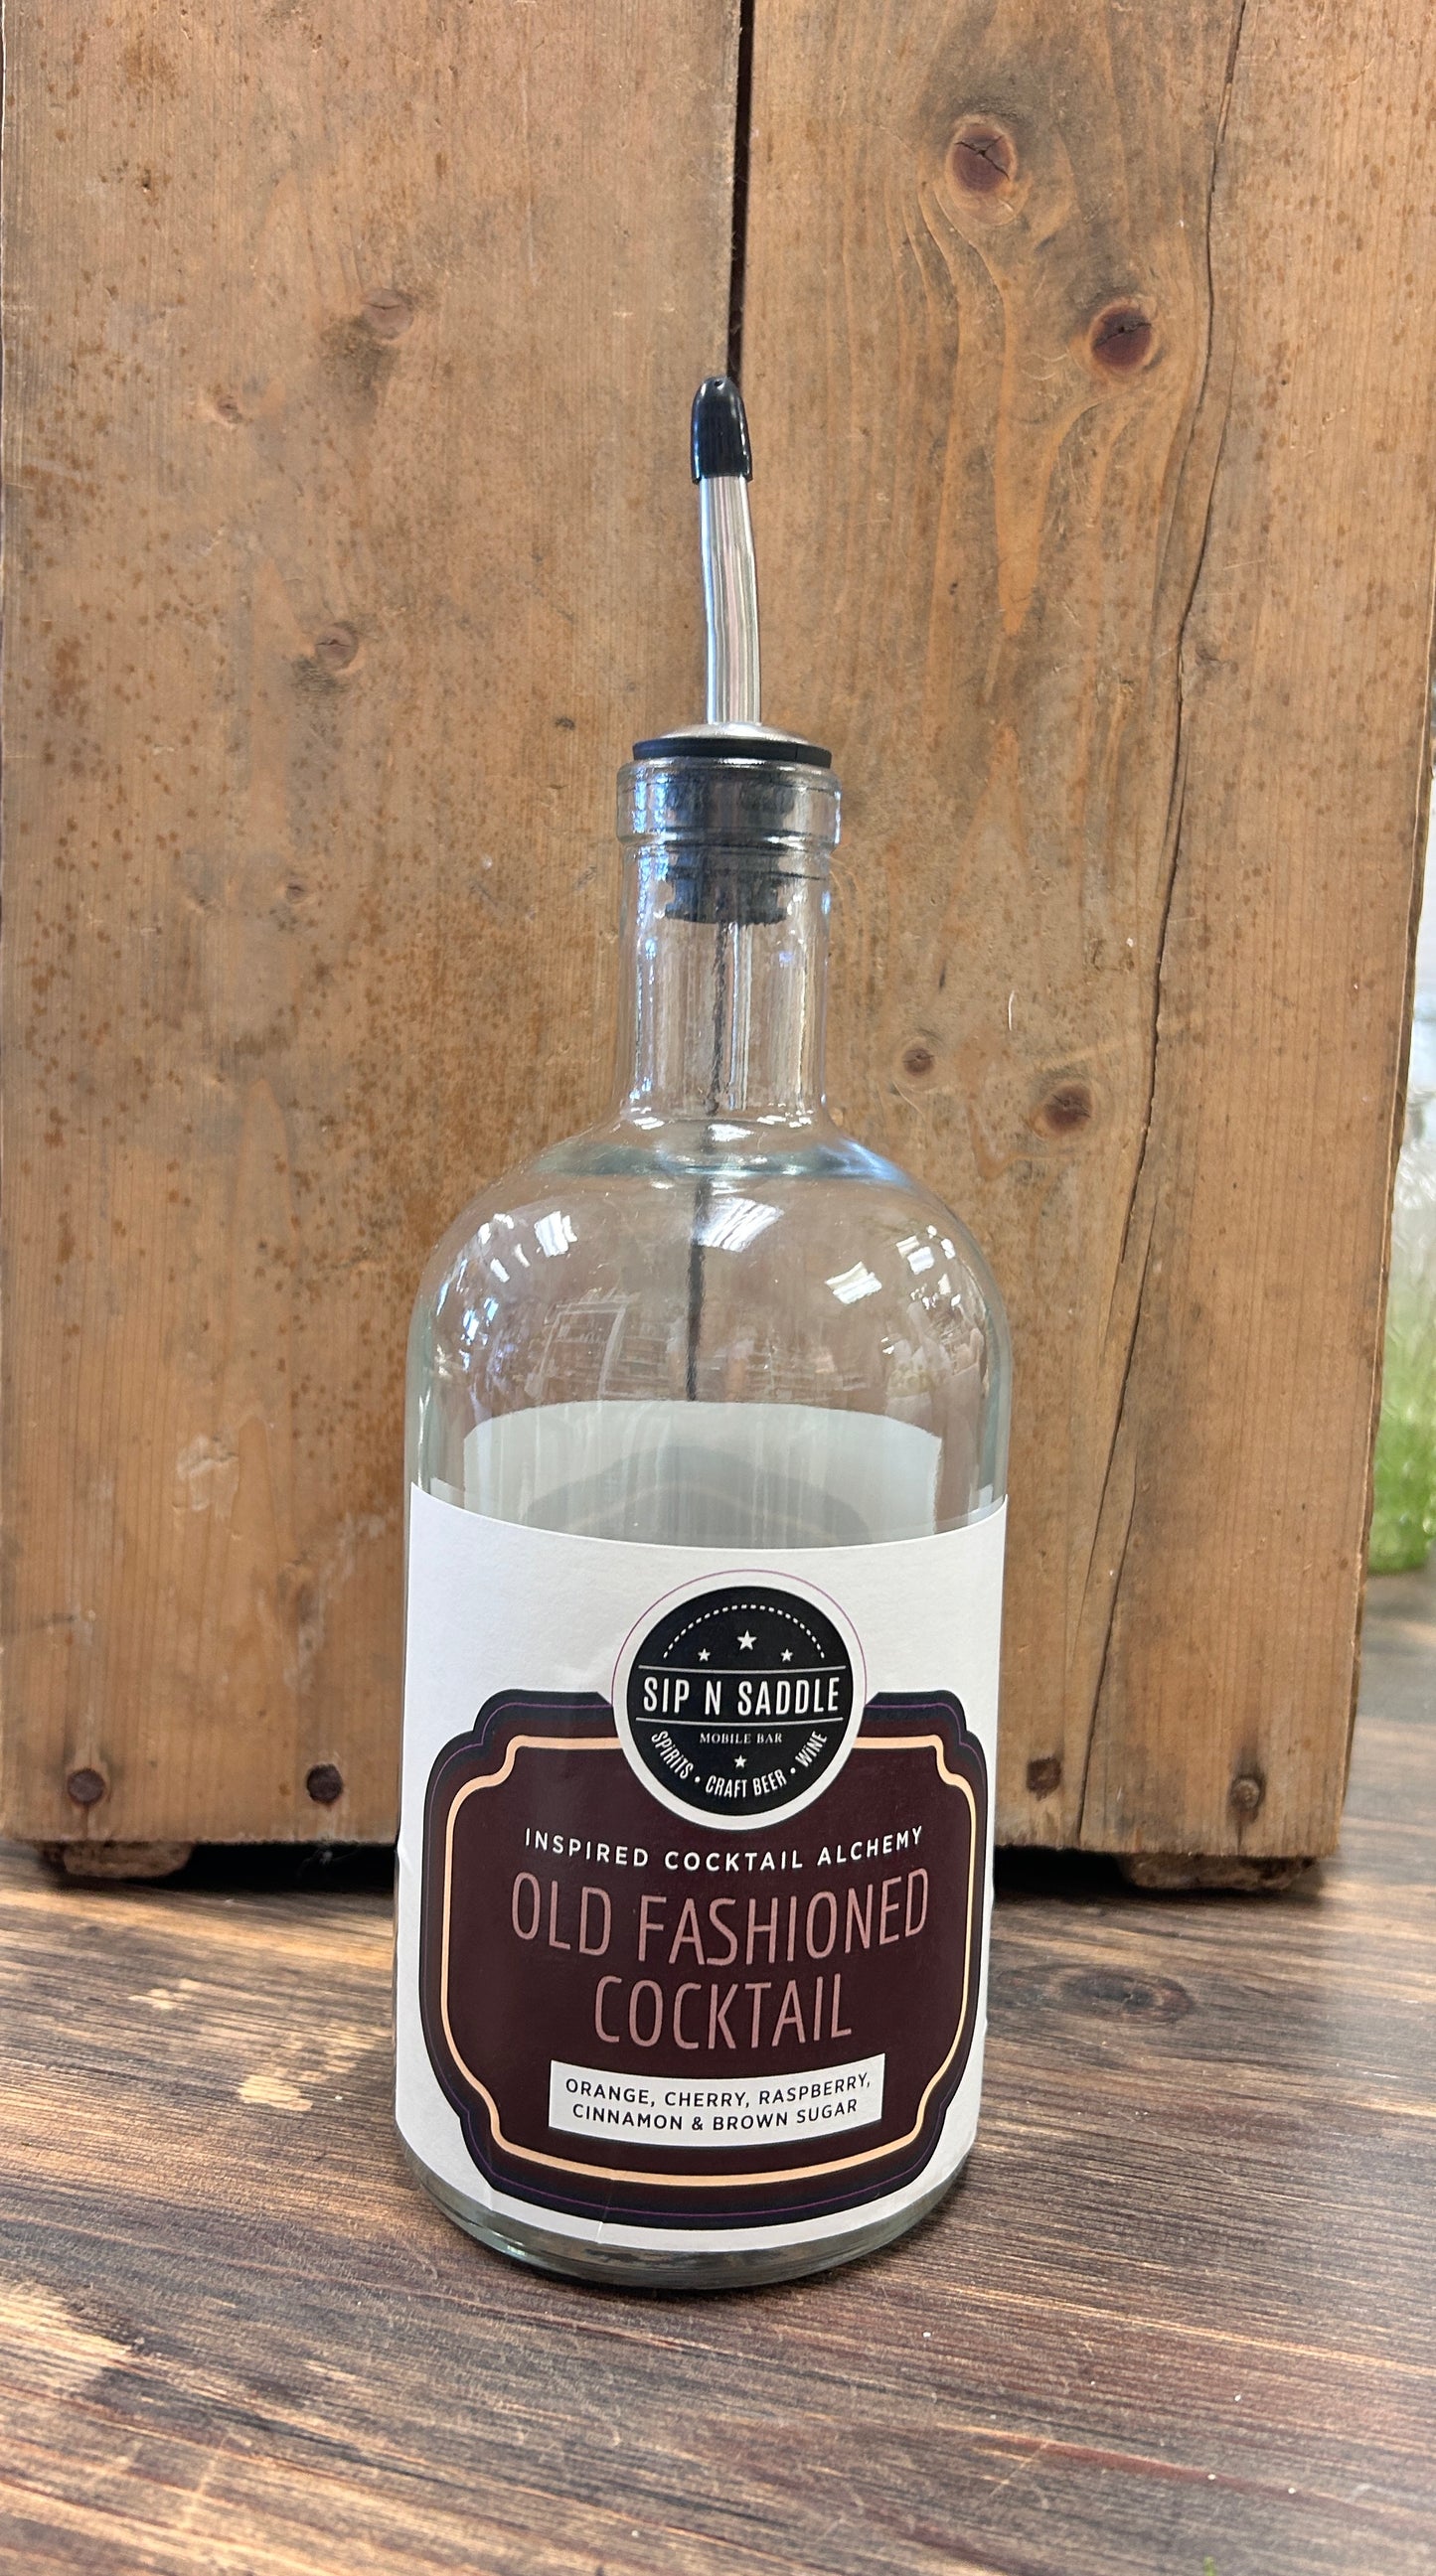 SIP N SADDLE
MOBILE BAR
SPIRITS • CRAFT BEER • WINE
INSPIRED COCKTAIL ALCHEMY
OLD FASHIONED
COCKTAIL
ORANGE, CHERRY, RASPBERRY,
CINNAMON & BROWN SUGAR